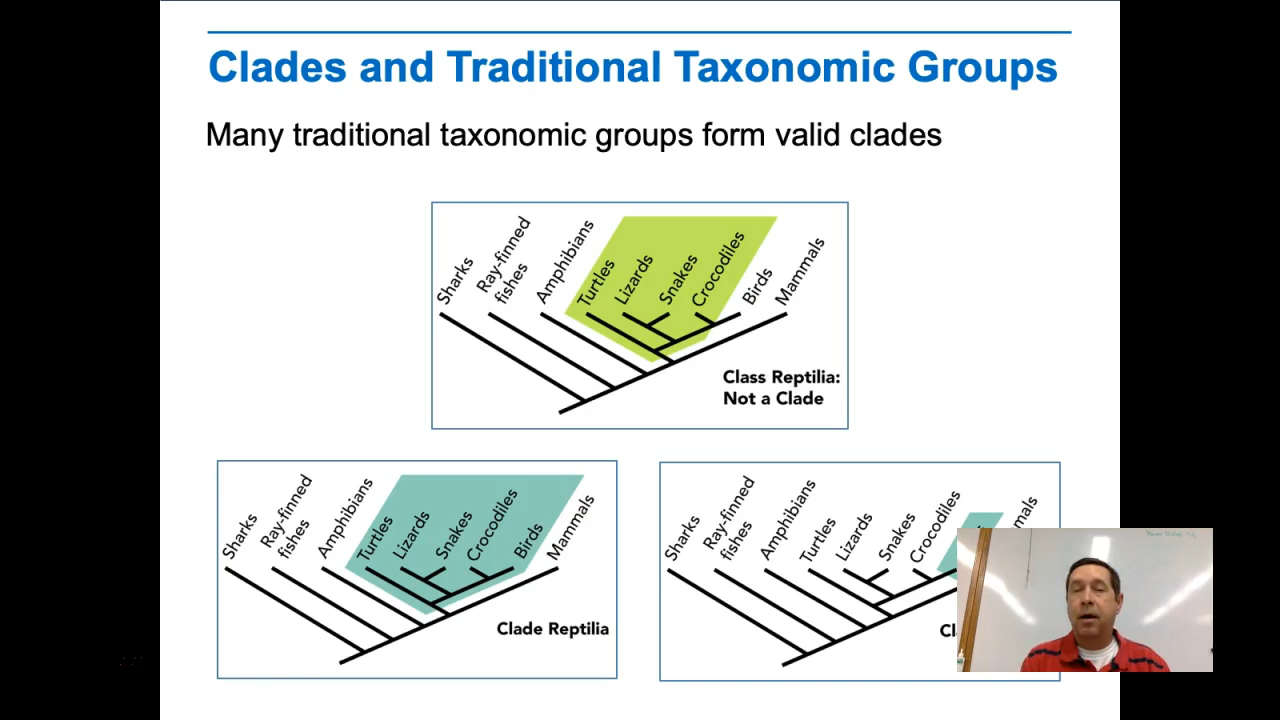 Clades and Traditional Taxonomic Groups
Many traditional taxonomic groups form valid clades
Sharks
Ray-finned
fishes
Amphibians
Turtles
Lizards
Snakes
Crocodiles
Birds
Mammals
Class Reptilia:
Not a Clade
Sharks
Ray-finned
fishes
Amphibians
Turtles
Lizards
Snakes
Crocodiles
Birds
Mammals
Clade Reptilia
Sharks
Ray-finned
fishes
Amphibians
Turtles
Lizards
Snakes
Crocodiles